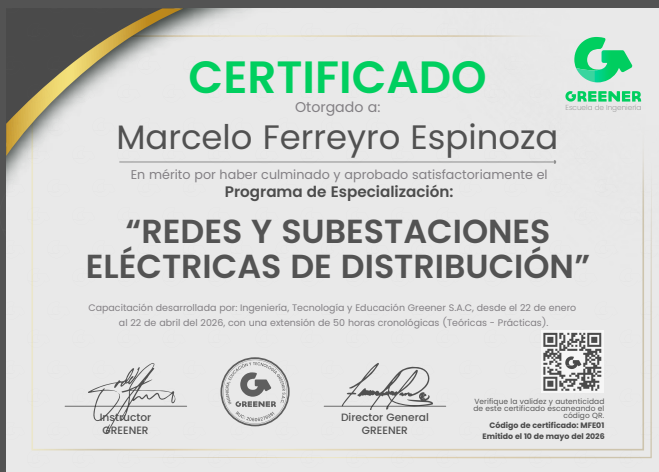 CERTIFICADO
Otorgado a:
GREENER
Escuela de Ingeniería
Marcelo Ferreyro Espinoza
En mérito por haber culminado y aprobado satisfactoriamente el
Programa de Especialización:
“REDES Y SUBESTACIONES
ELÉCTRICAS DE DISTRIBUCIÓN”
Capacitación desarrollada por: Ingeniería, Tecnología y Educación Greener S.A.C, desde el 22 de enero
al 22 de abril del 2026, con una extensión de 50 horas cronológicas (Teóricas - Prácticas).
Instructor
GREENER
GREENER
Director General
GREENER
Verifique la validez y autenticidad
de este certificado escaneando el
código QR.
Código de certificado: MFE01
Emitido el 10 de mayo del 2026